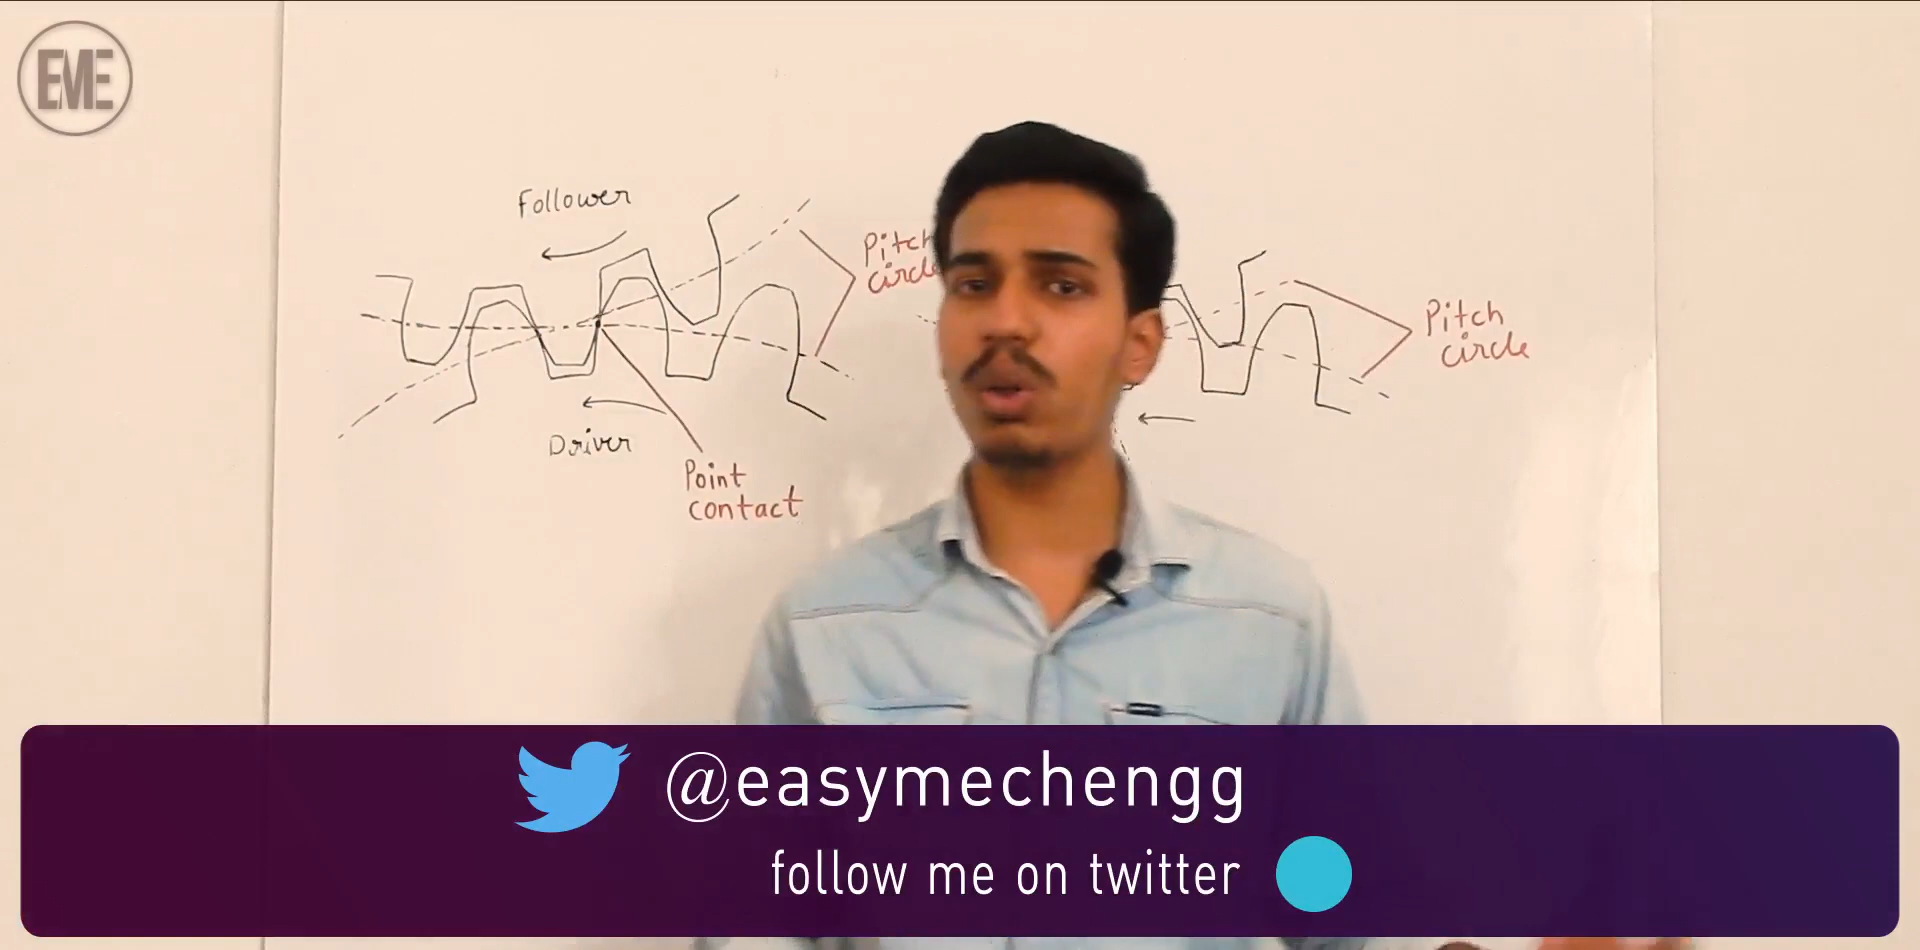 EME
Follower
Pitch
circle
Driver
Point
contact
Pitch
circle
@easymechengg
follow me on twitter